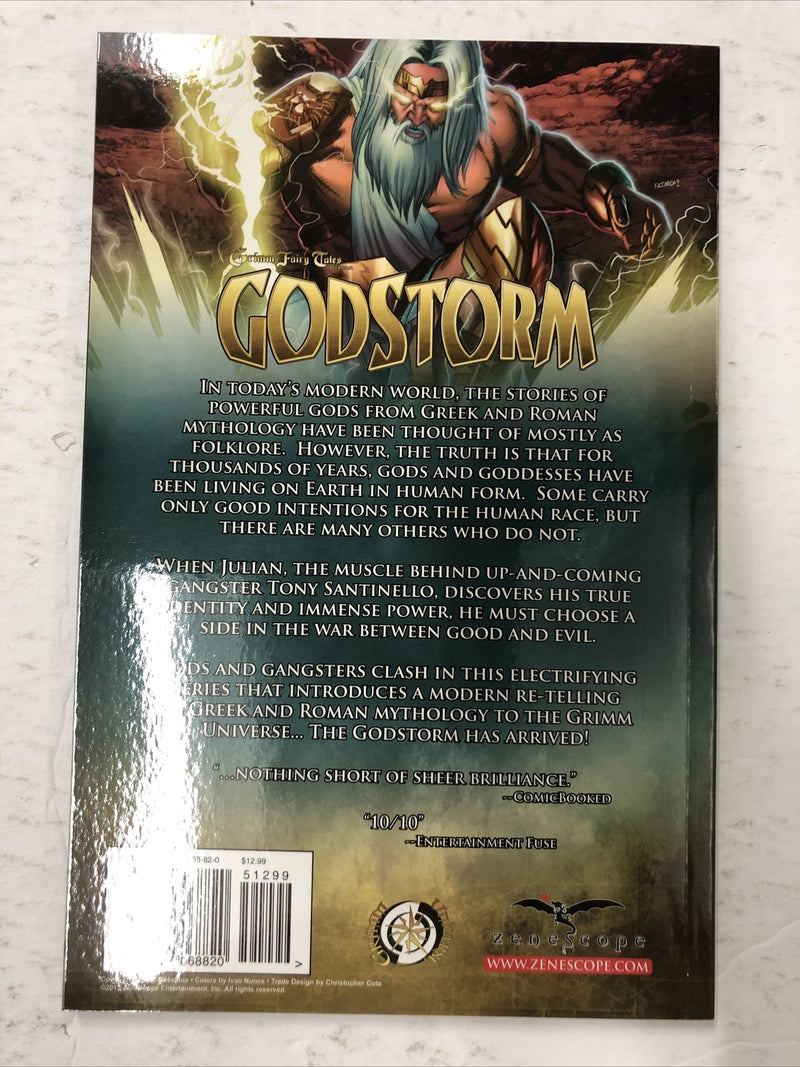 Grimm Fairy Tales
GODSTORM
IN TODAY'S MODERN WORLD, THE STORIES OF
POWERFUL GODS FROM GREEK AND ROMAN
MYTHOLOGY HAVE BEEN THOUGHT OF MOSTLY AS
FOLKLORE. HOWEVER, THE TRUTH IS THAT FOR
THOUSANDS OF YEARS, GODS AND GODDESSES HAVE
BEEN LIVING ON EARTH IN HUMAN FORM. SOME CARRY
ONLY GOOD INTENTIONS FOR THE HUMAN RACE, BUT
THERE ARE MANY OTHERS WHO DO NOT.
WHEN JULIAN, THE MUSCLE BEHIND UP-AND-COMING
GANGSTER TONY SANTINELLO, DISCOVERS HIS TRUE
IDENTITY AND IMMENSE POWER, HE MUST CHOOSE A
SIDE IN THE WAR BETWEEN GOOD AND EVIL.
GODS AND GANGSTERS CLASH IN THIS ELECTRIFYING
SERIES THAT INTRODUCES A MODERN RE-TELLING
GREEK AND ROMAN MYTHOLOGY TO THE GRIMM
UNIVERSE... THE GODSTORM HAS ARRIVED!
"...NOTHING SHORT OF SHEER BRILLIANCE."
--COMICBOOKED
"10/10"
--ENTERTAINMENT FUSE
82-0 $12.99
51299
068820 >
zenescope
WWW.ZENESCOPE.COM
• Colors by Ivan Nunes • Trade Design by Christopher Cote
Entertainment, Inc. All rights reserved.